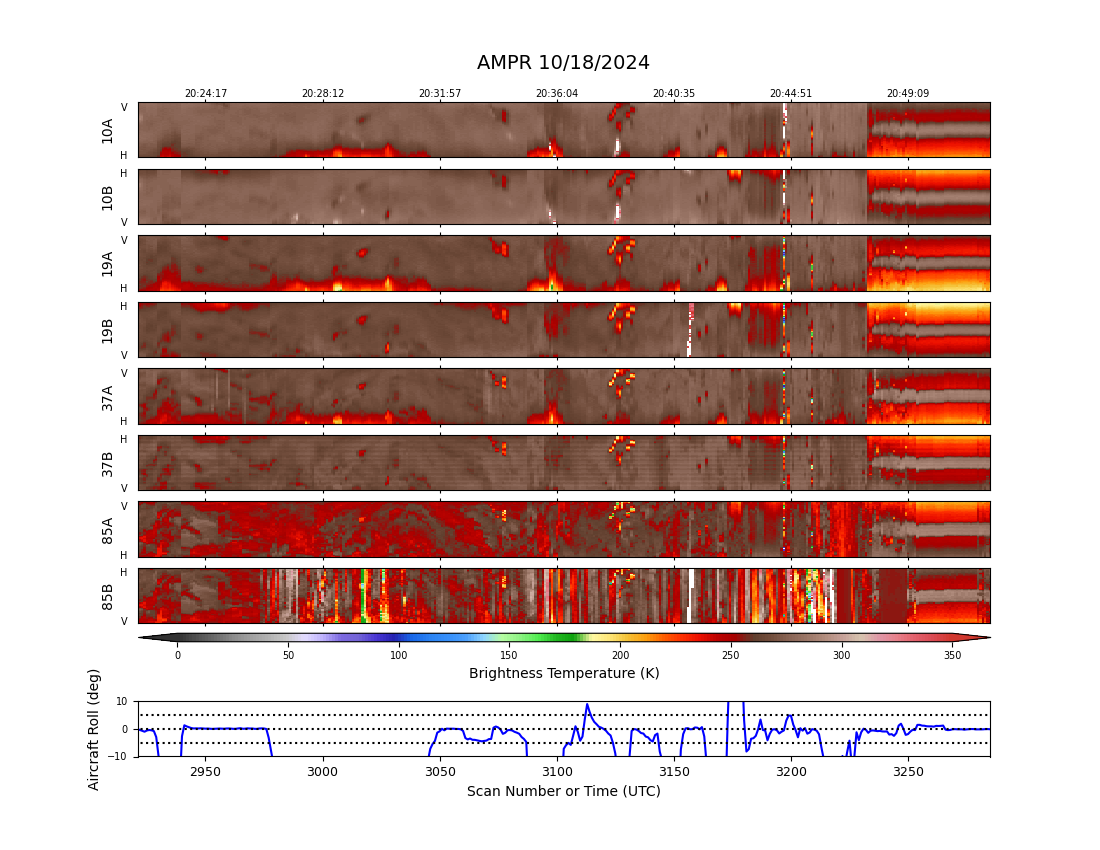 AMPR 10/18/2024
20:24:17 20:28:12 20:31:57 20:36:04 20:40:35 20:44:51 20:49:09
V
10A
H
H
10B
V
V
19A
H
H
19B
V
V
37A
H
H
37B
V
V
85A
H
H
85B
V
0 50 100 150 200 250 300 350
Brightness Temperature (K)
Aircraft Roll (deg)
10
0
−10
2950 3000 3050 3100 3150 3200 3250
Scan Number or Time (UTC)